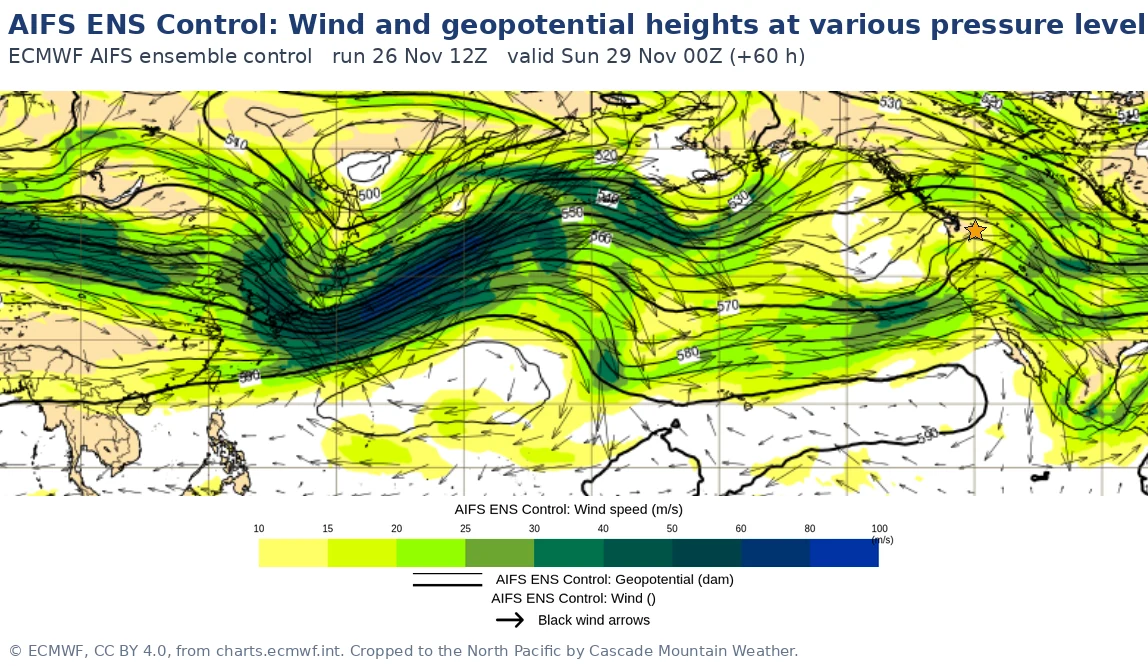 AIFS ENS Control: Wind and geopotential heights at various pressure level
ECMWF AIFS ensemble control run 26 Nov 12Z valid Sun 29 Nov 00Z (+60 h)
530
510
520
500
530
550
560
570
580
590
AIFS ENS Control: Wind speed (m/s)
10 15 20 25 30 40 50 60 80 100
(m/s)
AIFS ENS Control: Geopotential (dam)
AIFS ENS Control: Wind ()
Black wind arrows
© ECMWF, CC BY 4.0, from charts.ecmwf.int. Cropped to the North Pacific by Cascade Mountain Weather.